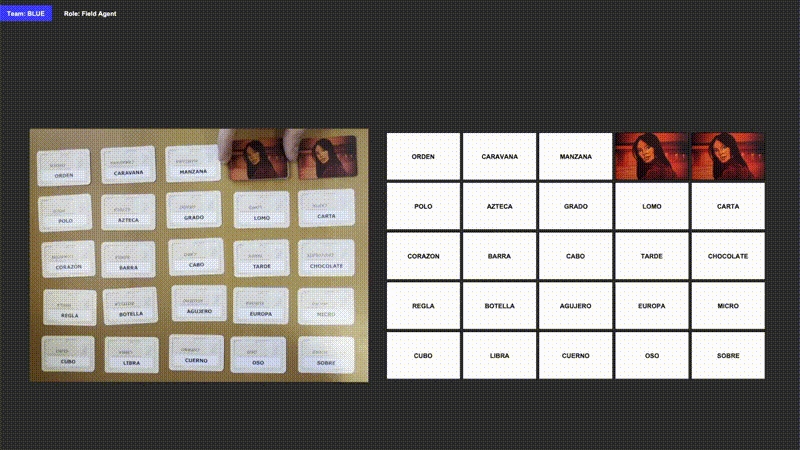 Team: BLUE Role: Field Agent
ORDEN CARAVANA MANZANA
POLO AZTECA GRADO LOMO CARTA
CORAZON BARRA CABO TARDE CHOCOLATE
REGLA BOTELLA AGUJERO EUROPA MICRO
CUBO LIBRA CUERNO OSO SOBRE
ORDEN CARAVANA MANZANA
POLO AZTECA GRADO LOMO CARTA
CORAZON BARRA CABO TARDE CHOCOLATE
REGLA BOTELLA AGUJERO EUROPA MICRO
CUBO LIBRA CUERNO OSO SOBRE